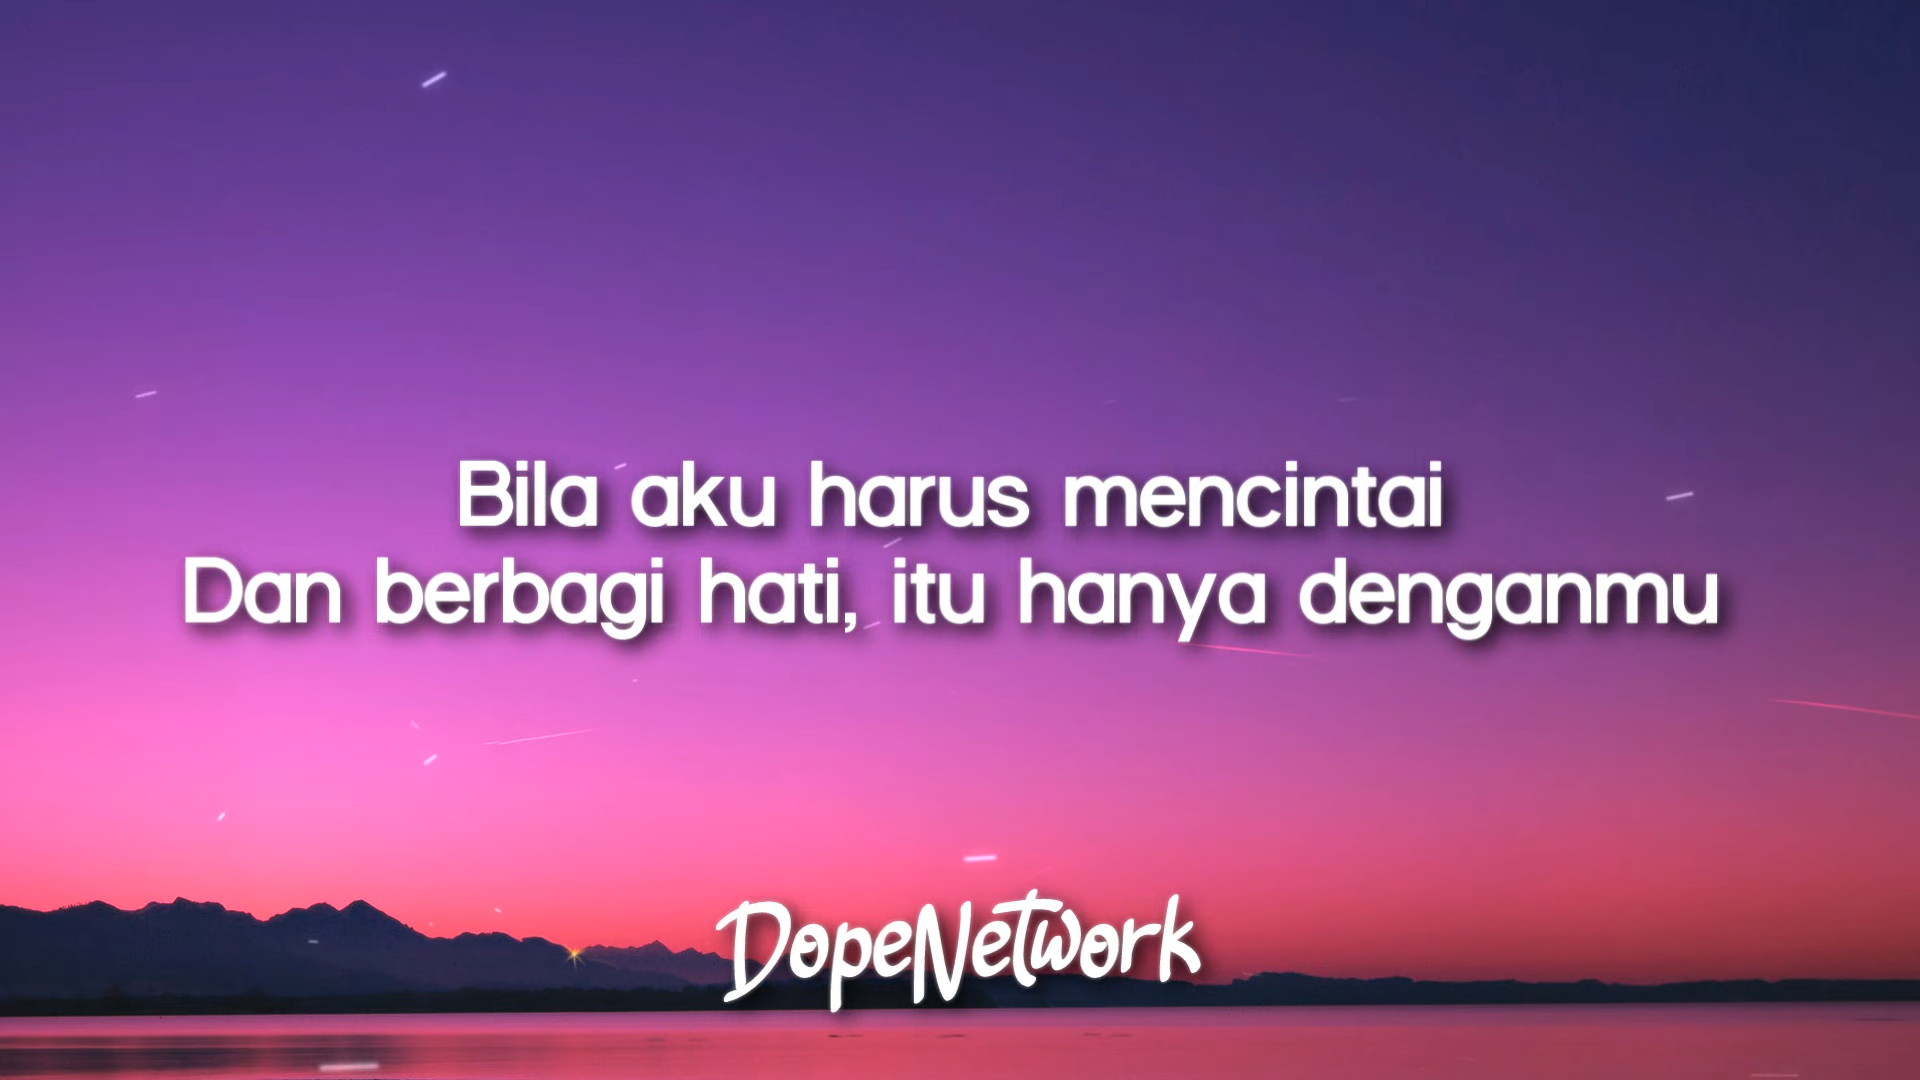 Bila aku harus mencintai
Dan berbagi hati, itu hanya denganmu
DopeNetwork